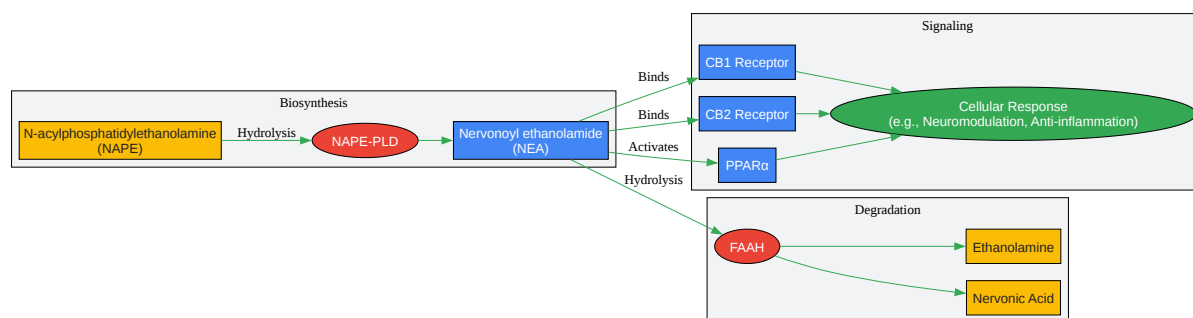 Signaling
CB1 Receptor
Binds
Biosynthesis
Cellular Response
(e.g., Neuromodulation, Anti-inflammation)
CB2 Receptor
Binds
N-acylphosphatidylethanolamine
(NAPE)
Hydrolysis
NAPE-PLD
Nervonoyl ethanolamide
(NEA)
Activates
PPARα
Hydrolysis
Degradation
FAAH
Ethanolamine
Nervonic Acid